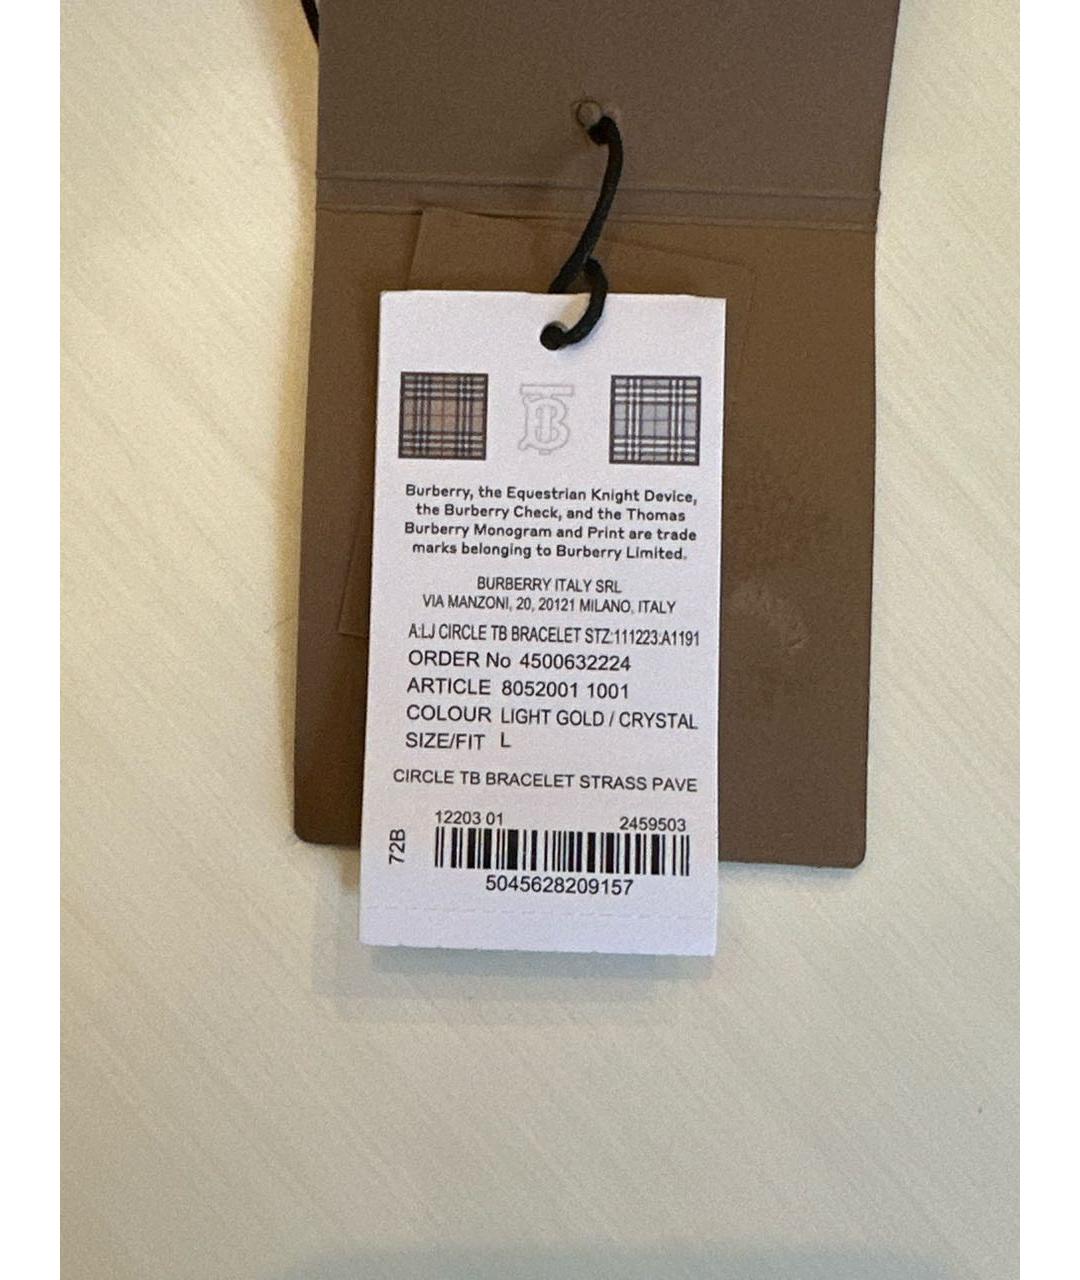 TB
Burberry, the Equestrian Knight Device,
the Burberry Check, and the Thomas
Burberry Monogram and Print are trade
marks belonging to Burberry Limited.
BURBERRY ITALY SRL
VIA MANZONI, 20, 20121 MILANO, ITALY
A:LJ CIRCLE TB BRACELET STZ:111223:A1191
ORDER No 4500632224
ARTICLE 8052001 1001
COLOUR LIGHT GOLD / CRYSTAL
SIZE/FIT L
CIRCLE TB BRACELET STRASS PAVE
12203 01 2459503
72B
5045628209157